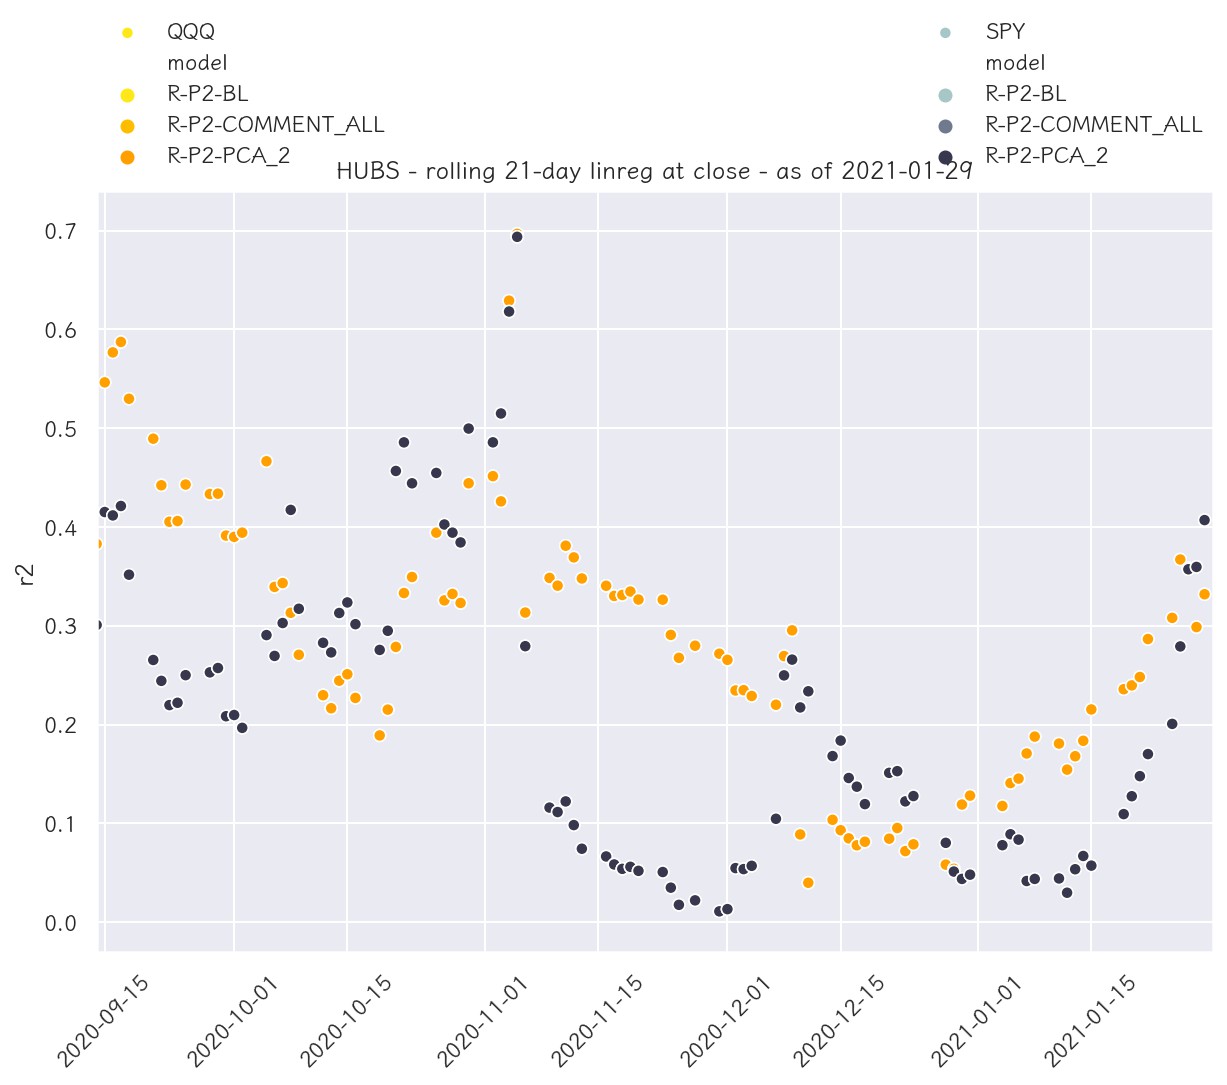 QQQ
model
R-P2-BL
R-P2-COMMENT_ALL
R-P2-PCA_2
SPY
model
R-P2-BL
R-P2-COMMENT_ALL
R-P2-PCA_2
HUBS - rolling 21-day linreg at close - as of 2021-01-29
r2
0.7
0.6
0.5
0.4
0.3
0.2
0.1
0.0
2020-09-15
2020-10-01
2020-10-15
2020-11-01
2020-11-15
2020-12-01
2020-12-15
2021-01-01
2021-01-15